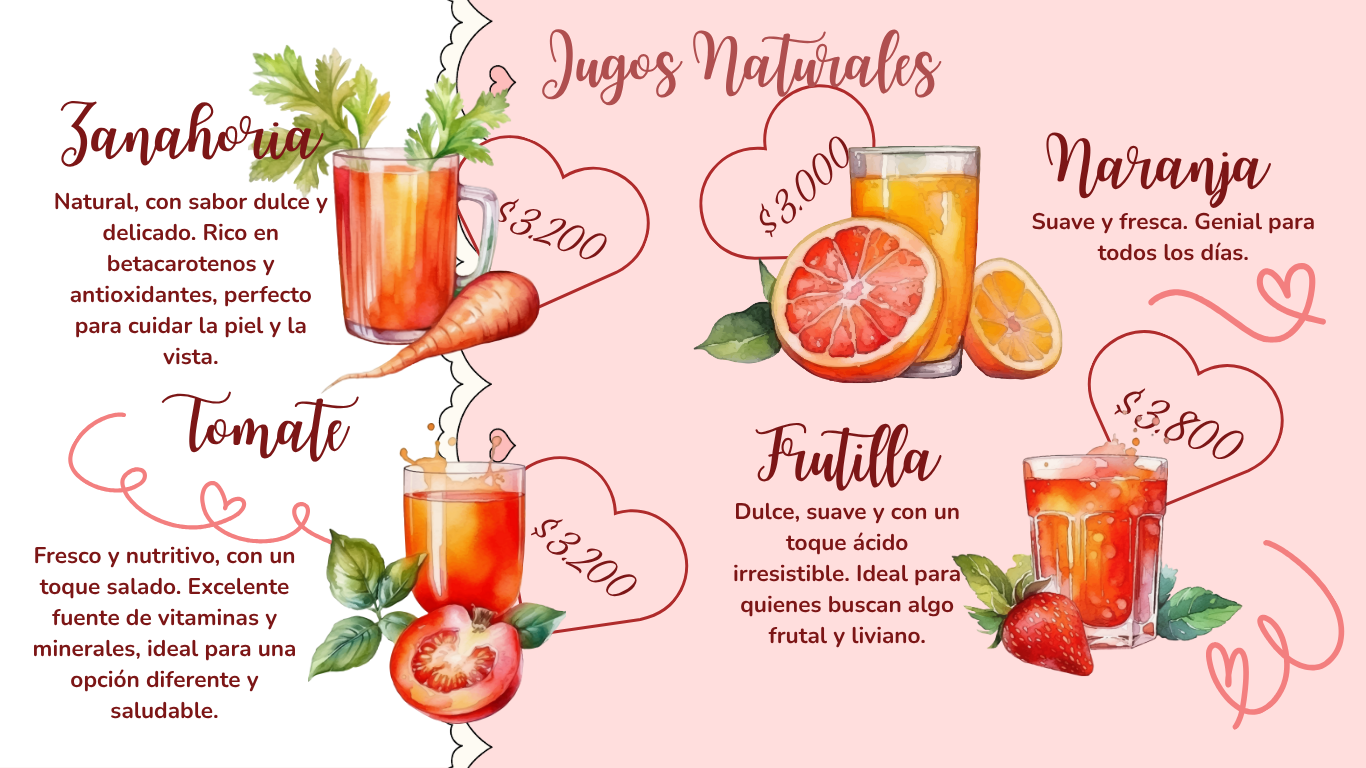 Jugos Naturales
Zanahoria
Natural, con sabor dulce y
delicado. Rico en
betacarotenos y
antioxidantes, perfecto
para cuidar la piel y la
vista.
$3.200
Tomate
Fresco y nutritivo, con un
toque salado. Excelente
fuente de vitaminas y
minerales, ideal para una
opción diferente y
saludable.
$3.200
$3.000
Naranja
Suave y fresca. Genial para
todos los días.
Frutilla
Dulce, suave y con un
toque ácido
irresistible. Ideal para
quienes buscan algo
frutal y liviano.
$3.800